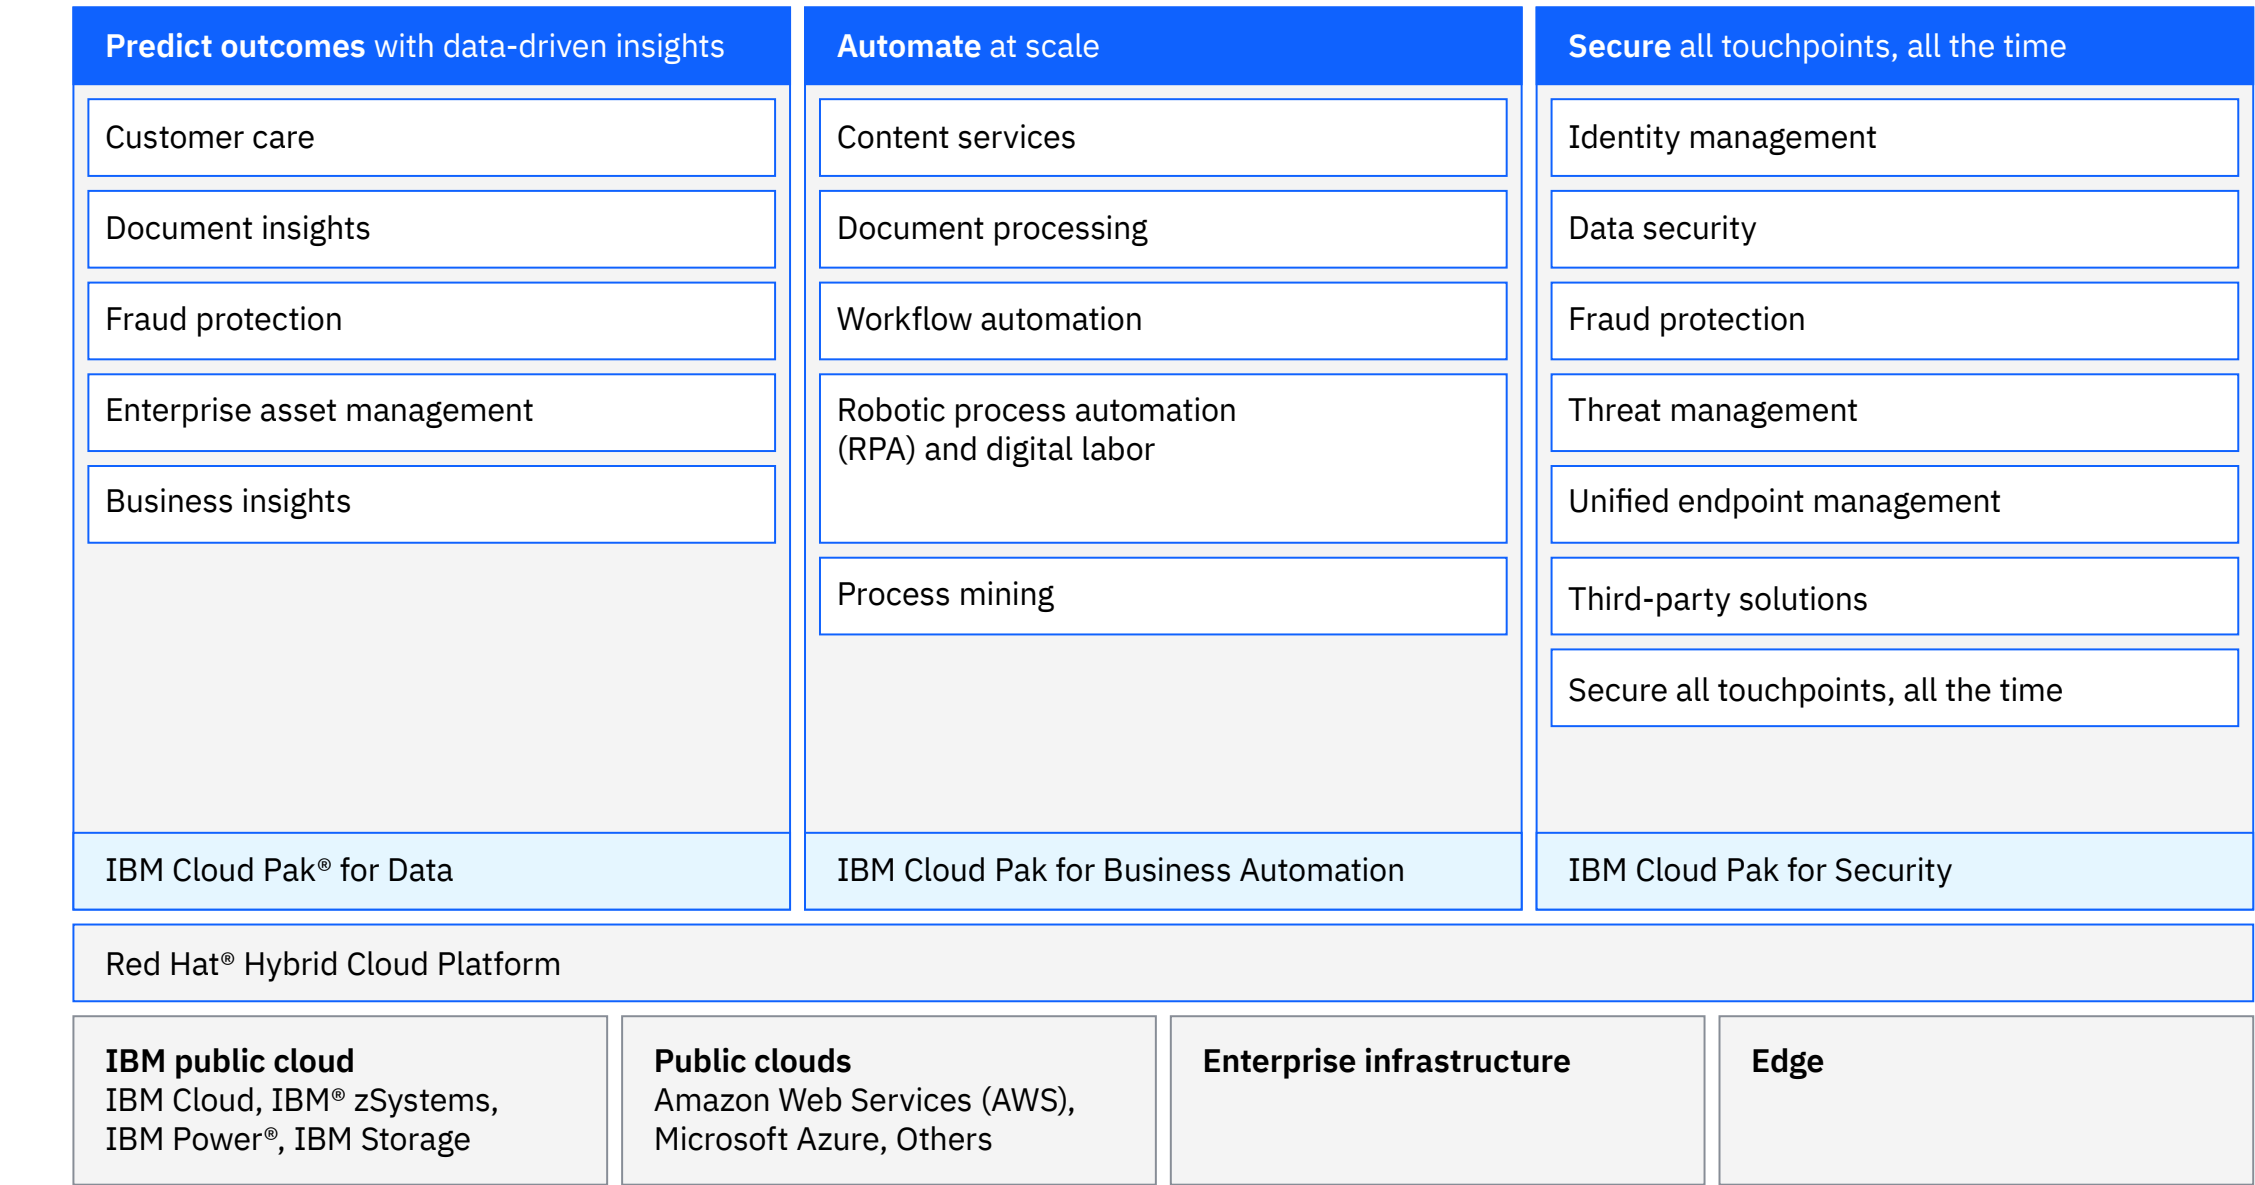 Predict outcomes with data-driven insights
Customer care
Document insights
Fraud protection
Enterprise asset management
Business insights
IBM Cloud Pak® for Data
Automate at scale
Content services
Document processing
Workflow automation
Robotic process automation
(RPA) and digital labor
Process mining
IBM Cloud Pak for Business Automation
Secure all touchpoints, all the time
Identity management
Data security
Fraud protection
Threat management
Unified endpoint management
Third-party solutions
Secure all touchpoints, all the time
IBM Cloud Pak for Security
Red Hat® Hybrid Cloud Platform
IBM public cloud
IBM Cloud, IBM® zSystems,
IBM Power®, IBM Storage
Public clouds
Amazon Web Services (AWS),
Microsoft Azure, Others
Enterprise infrastructure
Edge